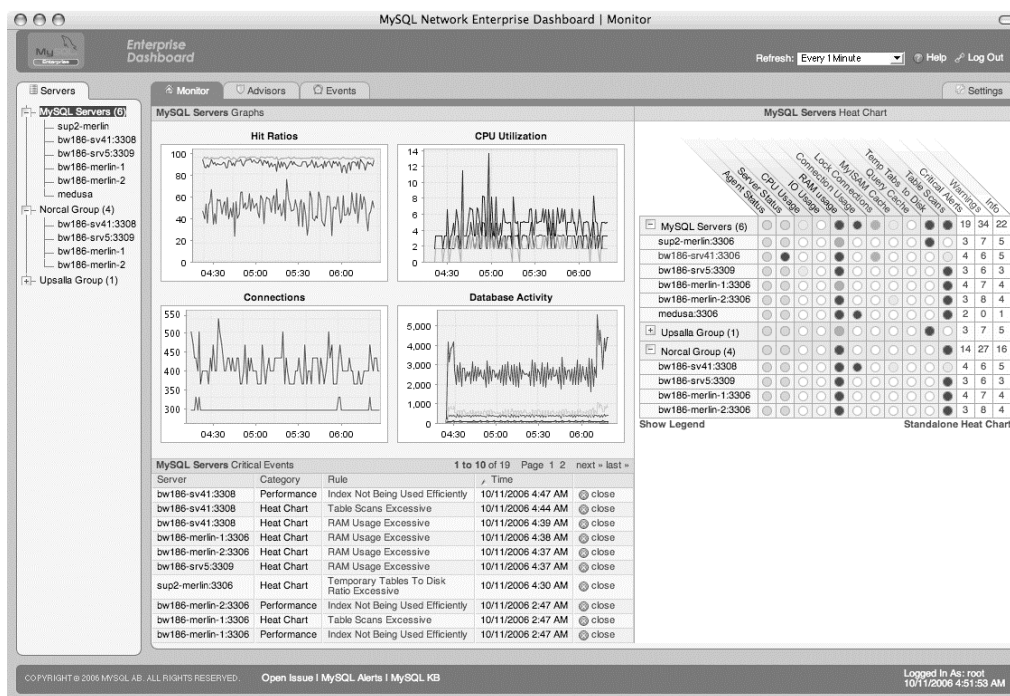 MySQL Network Enterprise Dashboard | Monitor
My
Enterprise
Enterprise
Dashboard
Refresh: Every 1 Minute Help Log Out
Servers
Monitor Advisors Events Settings
MySQL Servers (6)
sup2-merlin
bw186-sv41:3308
bw186-srv5:3309
bw186-merlin-1
bw186-merlin-2
medusa
Norcal Group (4)
bw186-sv41:3308
bw186-srv5:3309
bw186-merlin-1
bw186-merlin-2
Upsalla Group (1)
MySQL Servers Graphs
Hit Ratios
100
80
60
40
20
0
04:30 05:00 05:30 06:00
CPU Utilization
14
12
10
8
6
4
2
0
04:30 05:00 05:30 06:00
Connections
550
500
450
400
350
300
04:30 05:00 05:30 06:00
Database Activity
5,000
4,000
3,000
2,000
1,000
0
04:30 05:00 05:30 06:00
MySQL Servers Critical Events 1 to 10 of 19 Page 1 2 next » last »
Server Category Rule Time
bw186-sv41:3308 Performance Index Not Being Used Efficiently 10/11/2006 4:47 AM close
bw186-sv41:3308 Heat Chart Table Scans Excessive 10/11/2006 4:44 AM close
bw186-sv41:3308 Heat Chart RAM Usage Excessive 10/11/2006 4:39 AM close
bw186-merlin-1:3306 Heat Chart RAM Usage Excessive 10/11/2006 4:38 AM close
bw186-merlin-2:3306 Heat Chart RAM Usage Excessive 10/11/2006 4:37 AM close
bw186-srv5:3309 Heat Chart RAM Usage Excessive 10/11/2006 4:37 AM close
sup2-merlin:3306 Heat Chart Temporary Tables To Disk Ratio Excessive 10/11/2006 4:30 AM close
bw186-merlin-2:3306 Performance Index Not Being Used Efficiently 10/11/2006 2:47 AM close
bw186-merlin-1:3306 Heat Chart Table Scans Excessive 10/11/2006 2:47 AM close
bw186-merlin-1:3306 Performance Index Not Being Used Efficiently 10/11/2006 2:47 AM close
MySQL Servers Heat Chart
Agent Status
Server Status
CPU Usage
IO Usage
RAM usage
Connection Usage
Lock Connections
MyISAM Cache
Query Cache
Temp Tabs to Disk
Table Scans
Critical Alerts
Warnings
Info
MySQL Servers (6) 19 34 22
sup2-merlin:3306 3 7 5
bw186-srv41:3306 4 6 5
bw186-srv5:3309 3 6 3
bw186-merlin-1:3306 4 7 4
bw186-merlin-2:3306 3 8 4
medusa:3306 2 0 1
Upsalla Group (1) 3 7 5
Norcal Group (4) 14 27 16
bw186-sv41:3308 4 6 5
bw186-srv5:3309 3 6 3
bw186-merlin-1:3306 4 7 4
bw186-merlin-2:3306 3 8 4
Show Legend Standalone Heat Chart
COPYRIGHT © 2006 MYSQL AB. ALL RIGHTS RESERVED. Open Issue | MySQL Alerts | MySQL KB
Logged In As: root
10/11/2006 4:51:53 AM